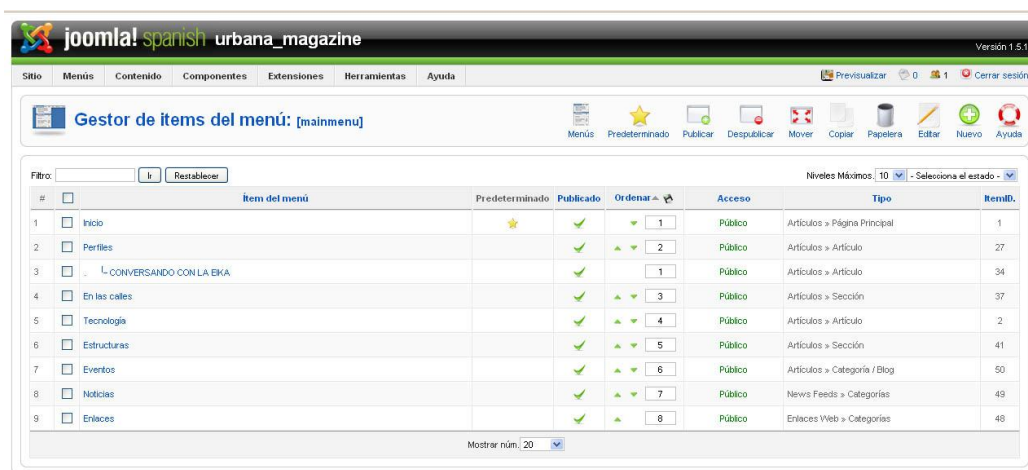 joomla! spanish urbana_magazine
Versión 1.5.1
Sitio Menús Contenido Componentes Extensiones Herramientas Ayuda Previsualizar 0 1 Cerrar sesión
Gestor de items del menú: [mainmenu]
Menús Predeterminado Publicar Despublicar Mover Copiar Papelera Editar Nuevo Ayuda
Filtro: Ir Restablecer Niveles Máximos. 10 - Selecciona el estado -
# Ítem del menú Predeterminado Publicado Ordenar Acceso Tipo ItemID.
1 Inicio 1 Público Artículos » Página Principal 1
2 Perfiles 2 Público Artículos » Artículo 27
3 . CONVERSANDO CON LA EIKA 1 Público Artículos » Artículo 34
4 En las calles 3 Público Artículos » Sección 37
5 Tecnología 4 Público Artículos » Artículo 2
6 Estructuras 5 Público Artículos » Sección 41
7 Eventos 6 Público Artículos » Categoría / Blog 50
8 Noticias 7 Público News Feeds » Categorías 49
9 Enlaces 8 Público Enlaces Web » Categorías 48
Mostrar núm. 20